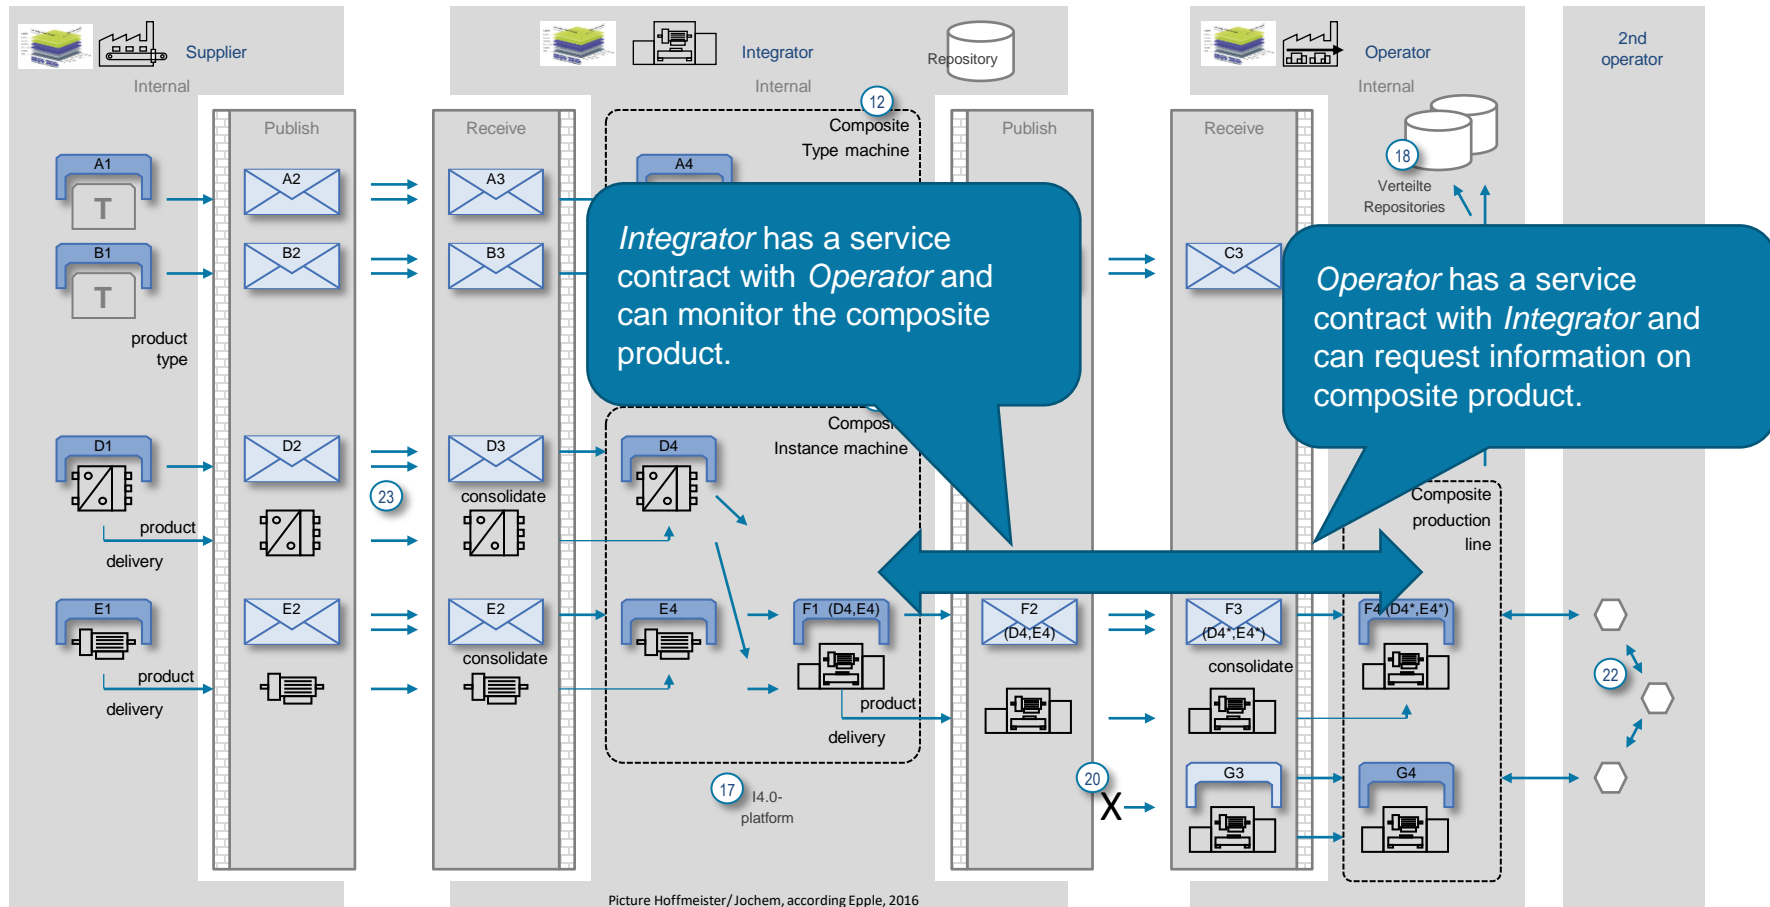 Supplier
Internal
Integrator
Internal
Repository
Operator
Internal
2nd
operator
Publish
Receive
12
Composite
Type machine
Publish
Receive
18
Verteilte
Repositories
A1
T
A2
A3
A4
B1
T
B2
B3
C3
product
type
Integrator has a service
contract with Operator and
can monitor the composite
product.
Operator has a service
contract with Integrator and
can request information on
composite product.
Instance machine
D1
D2
D3
D4
23
consolidate
product
delivery
Composite
production
line
E1
E2
E2
E4
F1 (D4,E4)
F2
(D4,E4)
F3
(D4*,E4*)
F4 (D4*,E4*)
consolidate
consolidate
product
delivery
product
delivery
22
17
I4.0-
platform
20
X
G3
G4
Picture Hoffmeister/Jochem, according Epple, 2016